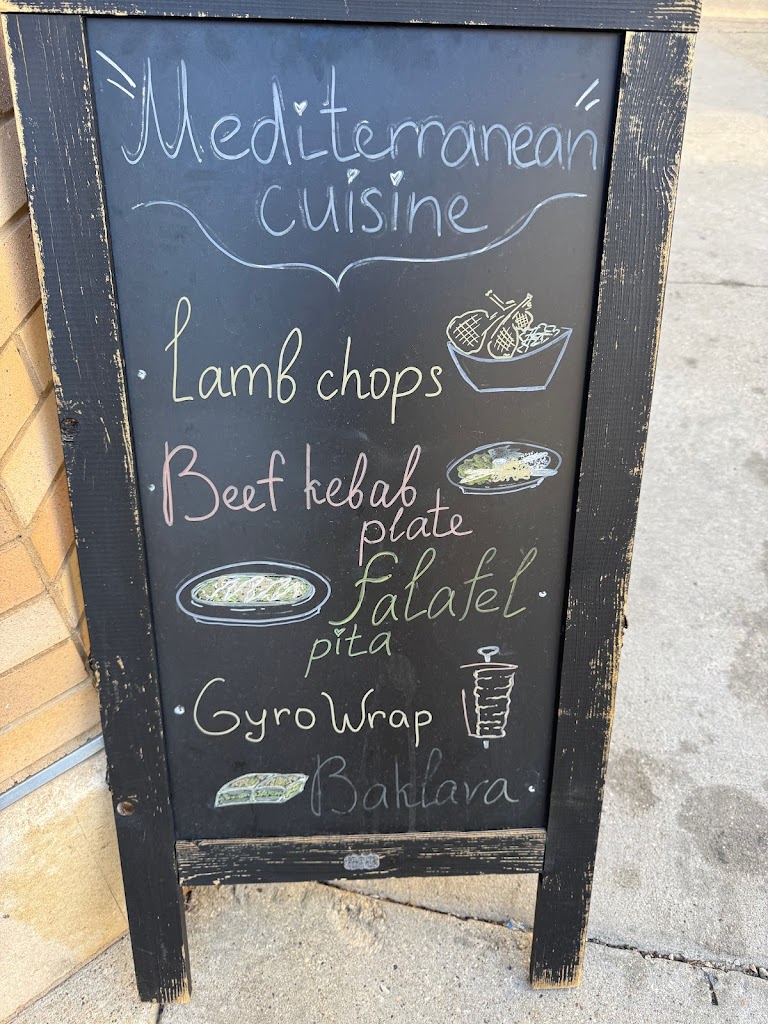 Mediterranean
cuisine
Lamb chops
Beef kebab
plate
falafel
pita
Gyro Wrap
Baklava